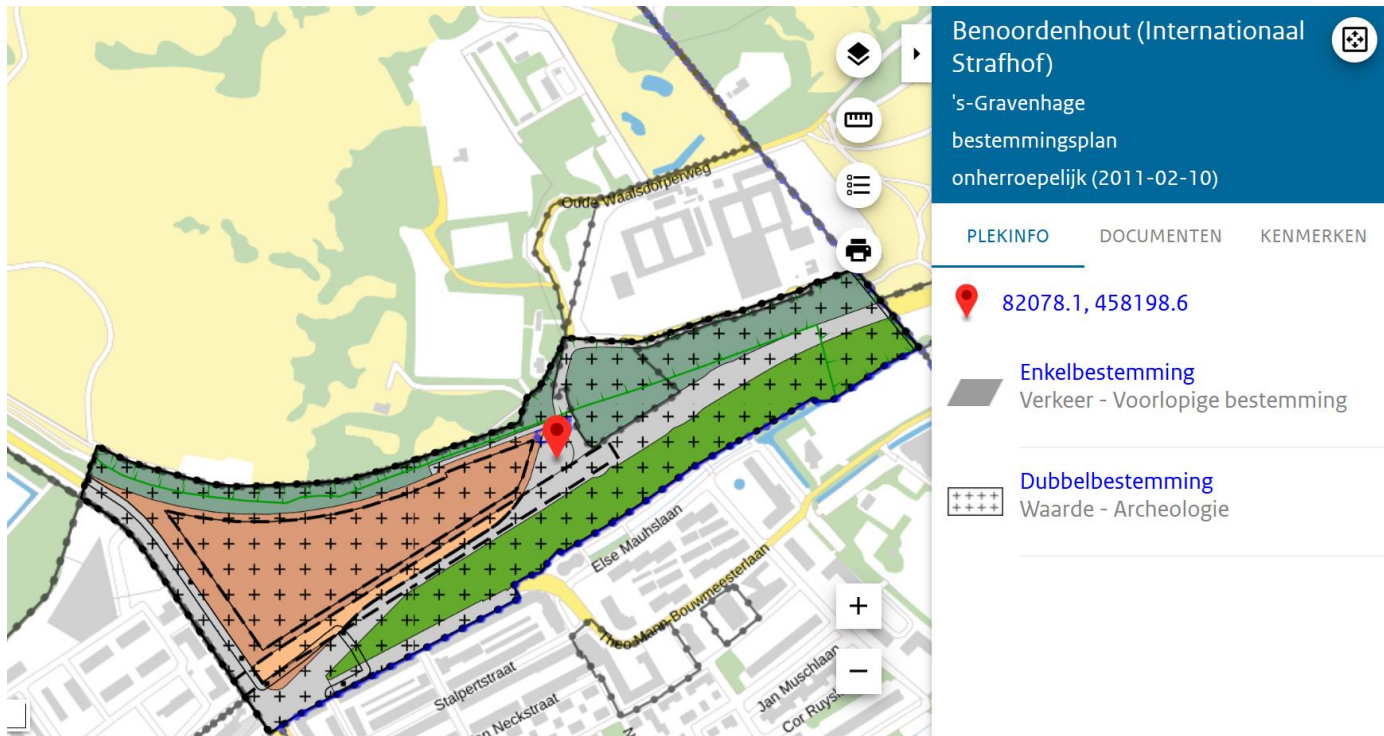 Oude Waalsdorperweg
Else Mauhslaan
Theo Mann-Bouwmeesterlaan
Stalpertstraat
Neckstraat
Jan Muschlaan
Cor Ruys
+
−
Benoordenhout (Internationaal
Strafhof)
's-Gravenhage
bestemmingsplan
onherroepelijk (2011-02-10)
PLEKINFO DOCUMENTEN KENMERKEN
82078.1, 458198.6
Enkelbestemming
Verkeer - Voorlopige bestemming
Dubbelbestemming
Waarde - Archeologie